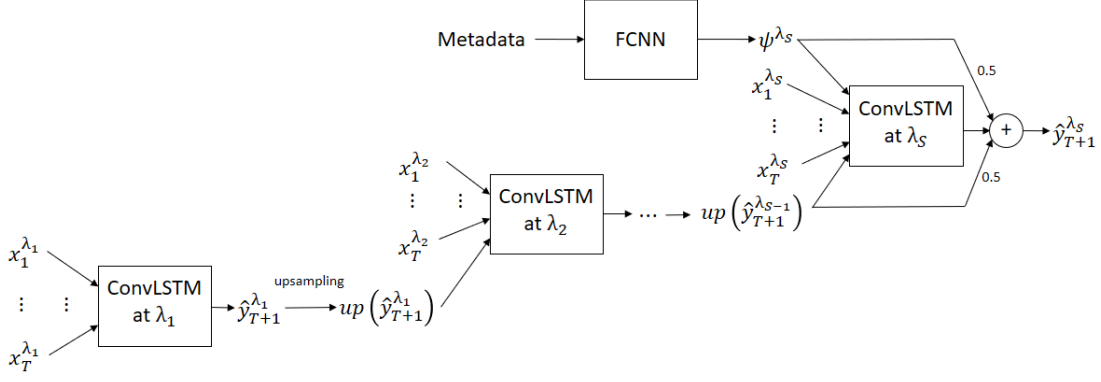 Metadata
FCNN
ψ^{λ_S}
0.5
x_1^{λ_S}
⋮ ⋮
x_T^{λ_S}
ConvLSTM
at λ_S
+
ŷ_{T+1}^{λ_S}
0.5
x_1^{λ_2}
⋮ ⋮
x_T^{λ_2}
ConvLSTM
at λ_2
...
up(ŷ_{T+1}^{λ_{S-1}})
x_1^{λ_1}
⋮ ⋮
x_T^{λ_1}
ConvLSTM
at λ_1
ŷ_{T+1}^{λ_1}
upsampling
up(ŷ_{T+1}^{λ_1})